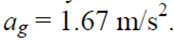 a_g = 1.67 m/s².